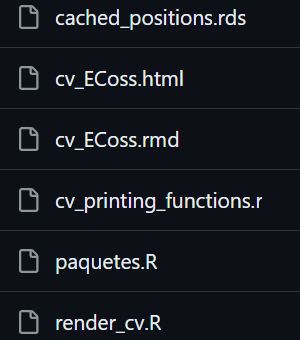 cached_positions.rds
cv_ECoss.html
cv_ECoss.rmd
cv_printing_functions.r
paquetes.R
render_cv.R